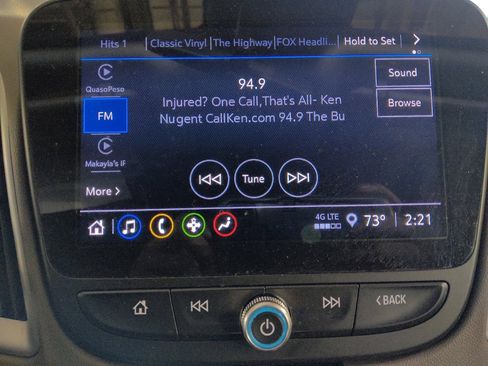 Hits 1 Classic Vinyl The Highway FOX Headli... Hold to Set
QuasoPeso
FM
Makayla's iP
More >
94.9
Injured? One Call,That's All- Ken
Nugent CallKen.com 94.9 The Bu
Sound
Browse
Tune
4G LTE
73° 2:21
<BACK